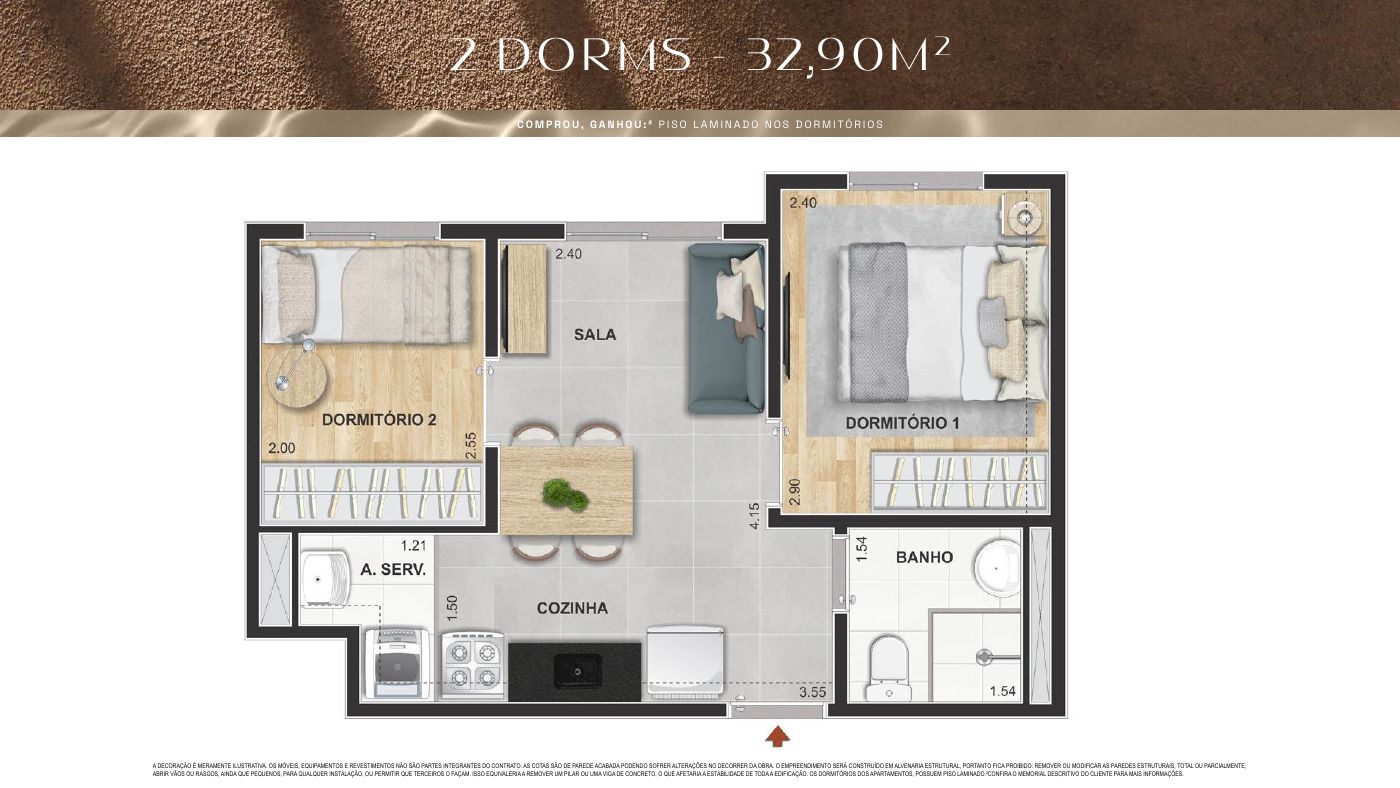 2 DORMS - 32,90M²
COMPROU, GANHOU:² PISO LAMINADO NOS DORMITÓRIOS
2.40
2.40
SALA
DORMITÓRIO 2
DORMITÓRIO 1
2.00
2.55
2.90
4.15
1.21
A. SERV.
1.54
BANHO
1.50
COZINHA
3.55
1.54
A DECORAÇÃO É MERAMENTE ILUSTRATIVA. OS MÓVEIS, EQUIPAMENTOS E REVESTIMENTOS NÃO SÃO PARTES INTEGRANTES DO CONTRATO. AS COTAS SÃO DE PAREDE ACABADA PODENDO SOFRER ALTERAÇÕES NO DECORRER DA OBRA. O EMPREENDIMENTO SERÁ CONSTRUÍDO EM ALVENARIA ESTRUTURAL, PORTANTO FICA PROIBIDO: REMOVER OU MODIFICAR AS PAREDES ESTRUTURAIS, TOTAL OU PARCIALMENTE;
ABRIR VÃOS OU RASGOS, AINDA QUE PEQUENOS, PARA QUALQUER INSTALAÇÃO, OU PERMITIR QUE TERCEIROS O FAÇAM. ISSO EQUIVALERIA A REMOVER UM PILAR OU UMA VIGA DE CONCRETO, O QUE AFETARIA A ESTABILIDADE DE TODA A EDIFICAÇÃO. OS DORMITÓRIOS DOS APARTAMENTOS, POSSUEM PISO LAMINADO.²CONFIRA O MEMORIAL DESCRITIVO DO CLIENTE PARA MAIS INFORMAÇÕES.